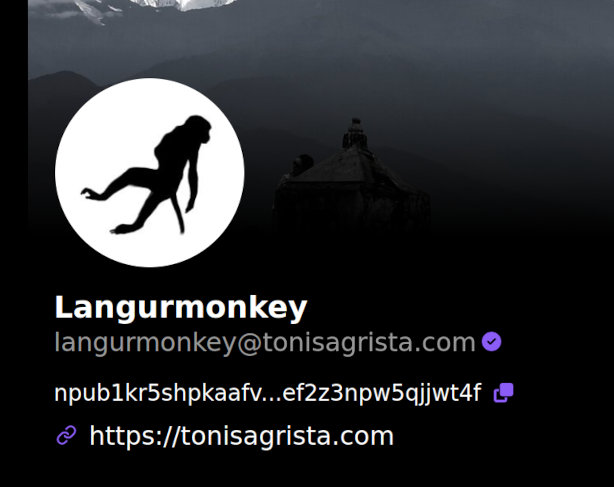 Langurmonkey
langurmonkey@tonisagrista.com
npub1kr5shpkaafv...ef2z3npw5qjjwt4f
https://tonisagrista.com